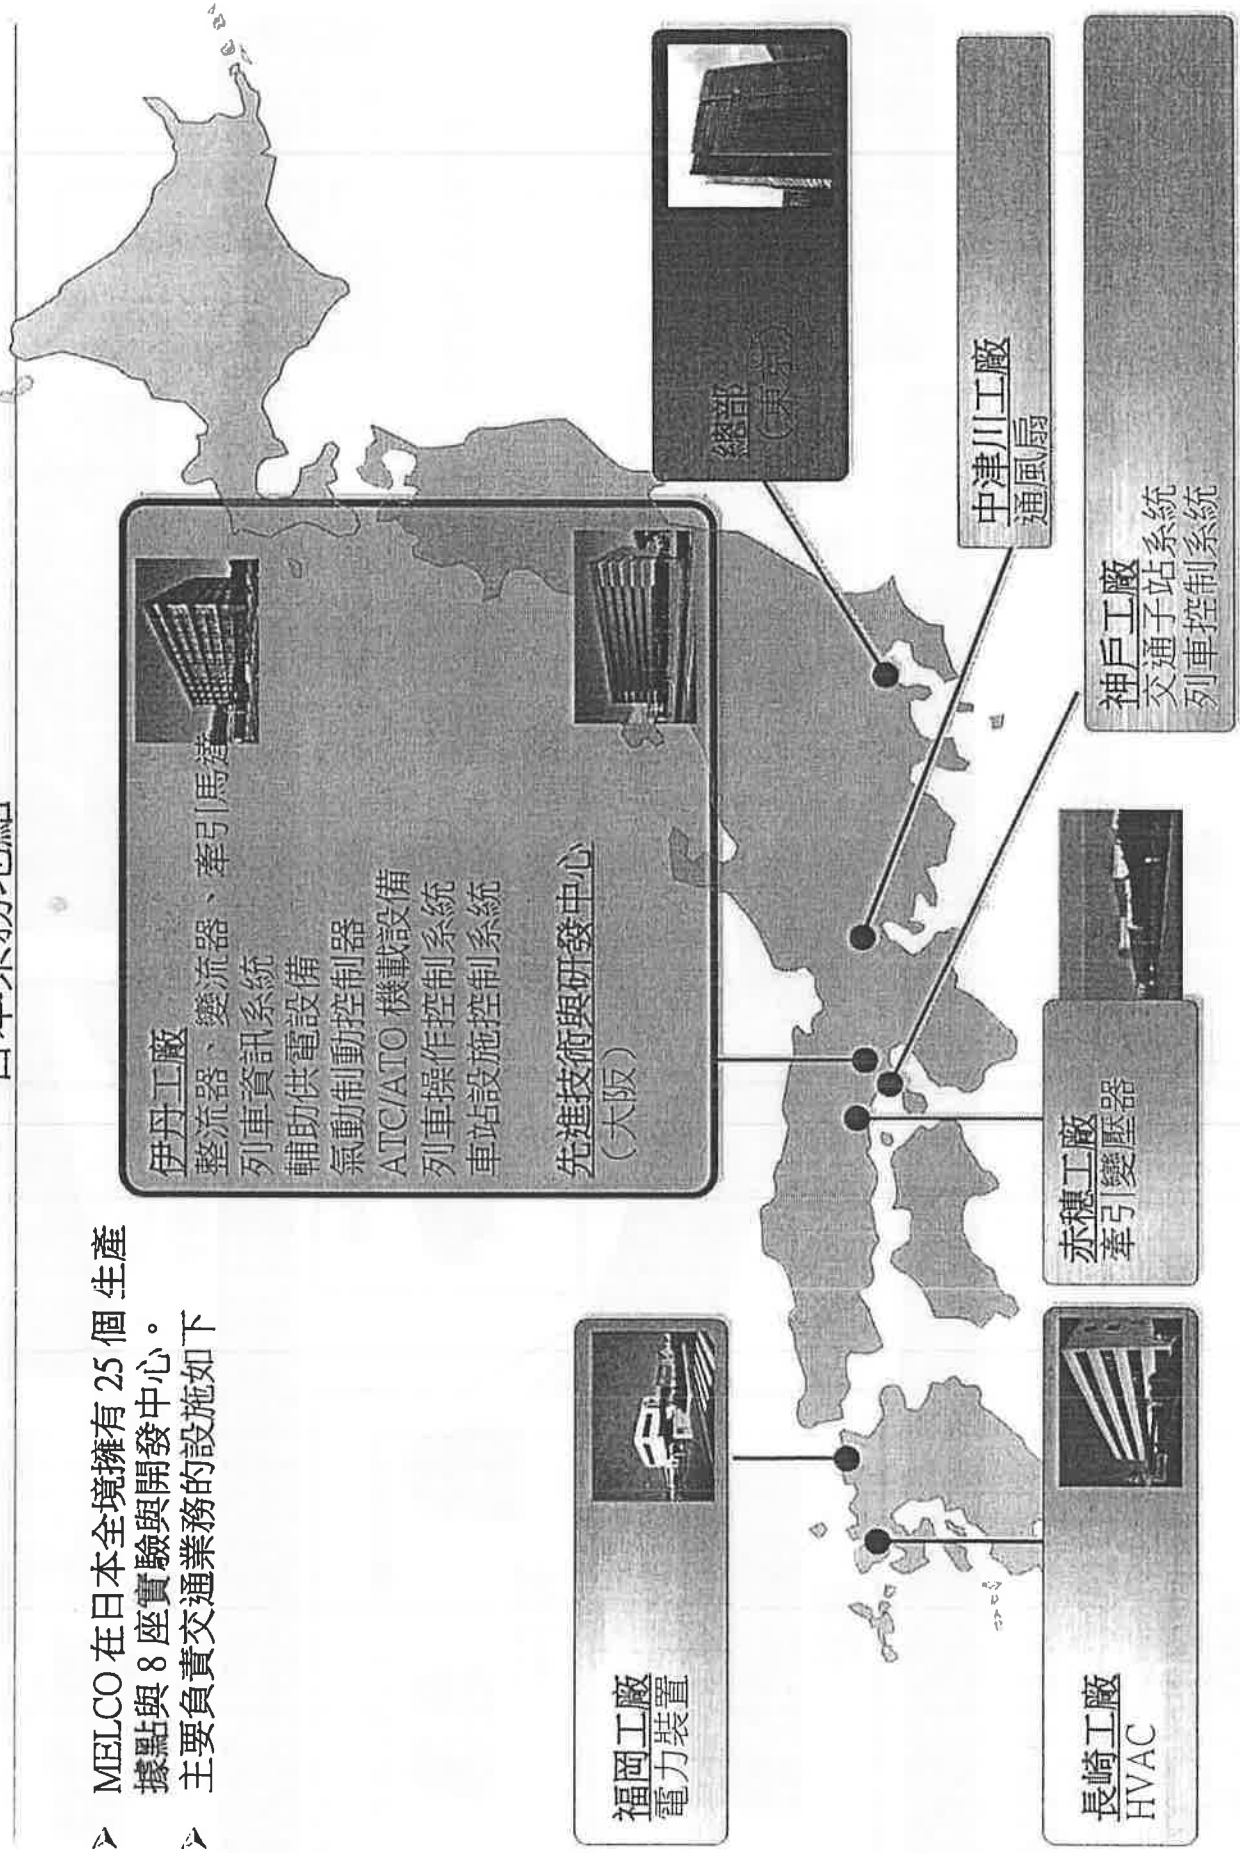 MELCO 在日本全境擁有 25 個 生產
據點與 8 座實驗與開發中心。
主要負責交通業務的設施如下
伊丹工廠
整流器、變流器、牽引馬達
列車資訊系統
輔助供電設備
氣動制動控制器
ATC/ATO 機載設備
列車操作控制系統
車站設施控制系統
先進技術與研發中心
(大阪)
總部
(東京)
中津川工廠
通風扇
神戶工廠
交通子站系統
列車控制系統
赤穗工廠
牽引變壓器
福岡工廠
電力裝置
長崎工廠
HVAC